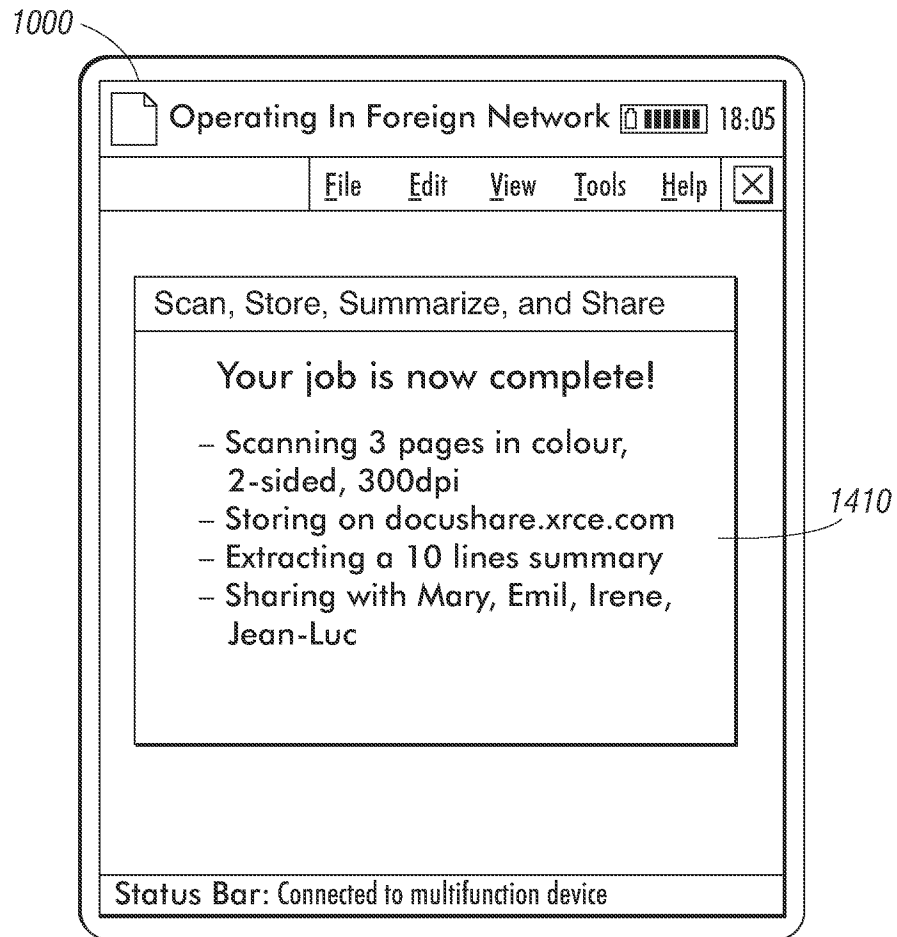 1000
Operating In Foreign Network 18:05
File Edit View Tools Help
Scan, Store, Summarize, and Share
Your job is now complete!
– Scanning 3 pages in colour,
2-sided, 300dpi
– Storing on docushare.xrce.com
– Extracting a 10 lines summary
– Sharing with Mary, Emil, Irene,
Jean-Luc
1410
Status Bar: Connected to multifunction device